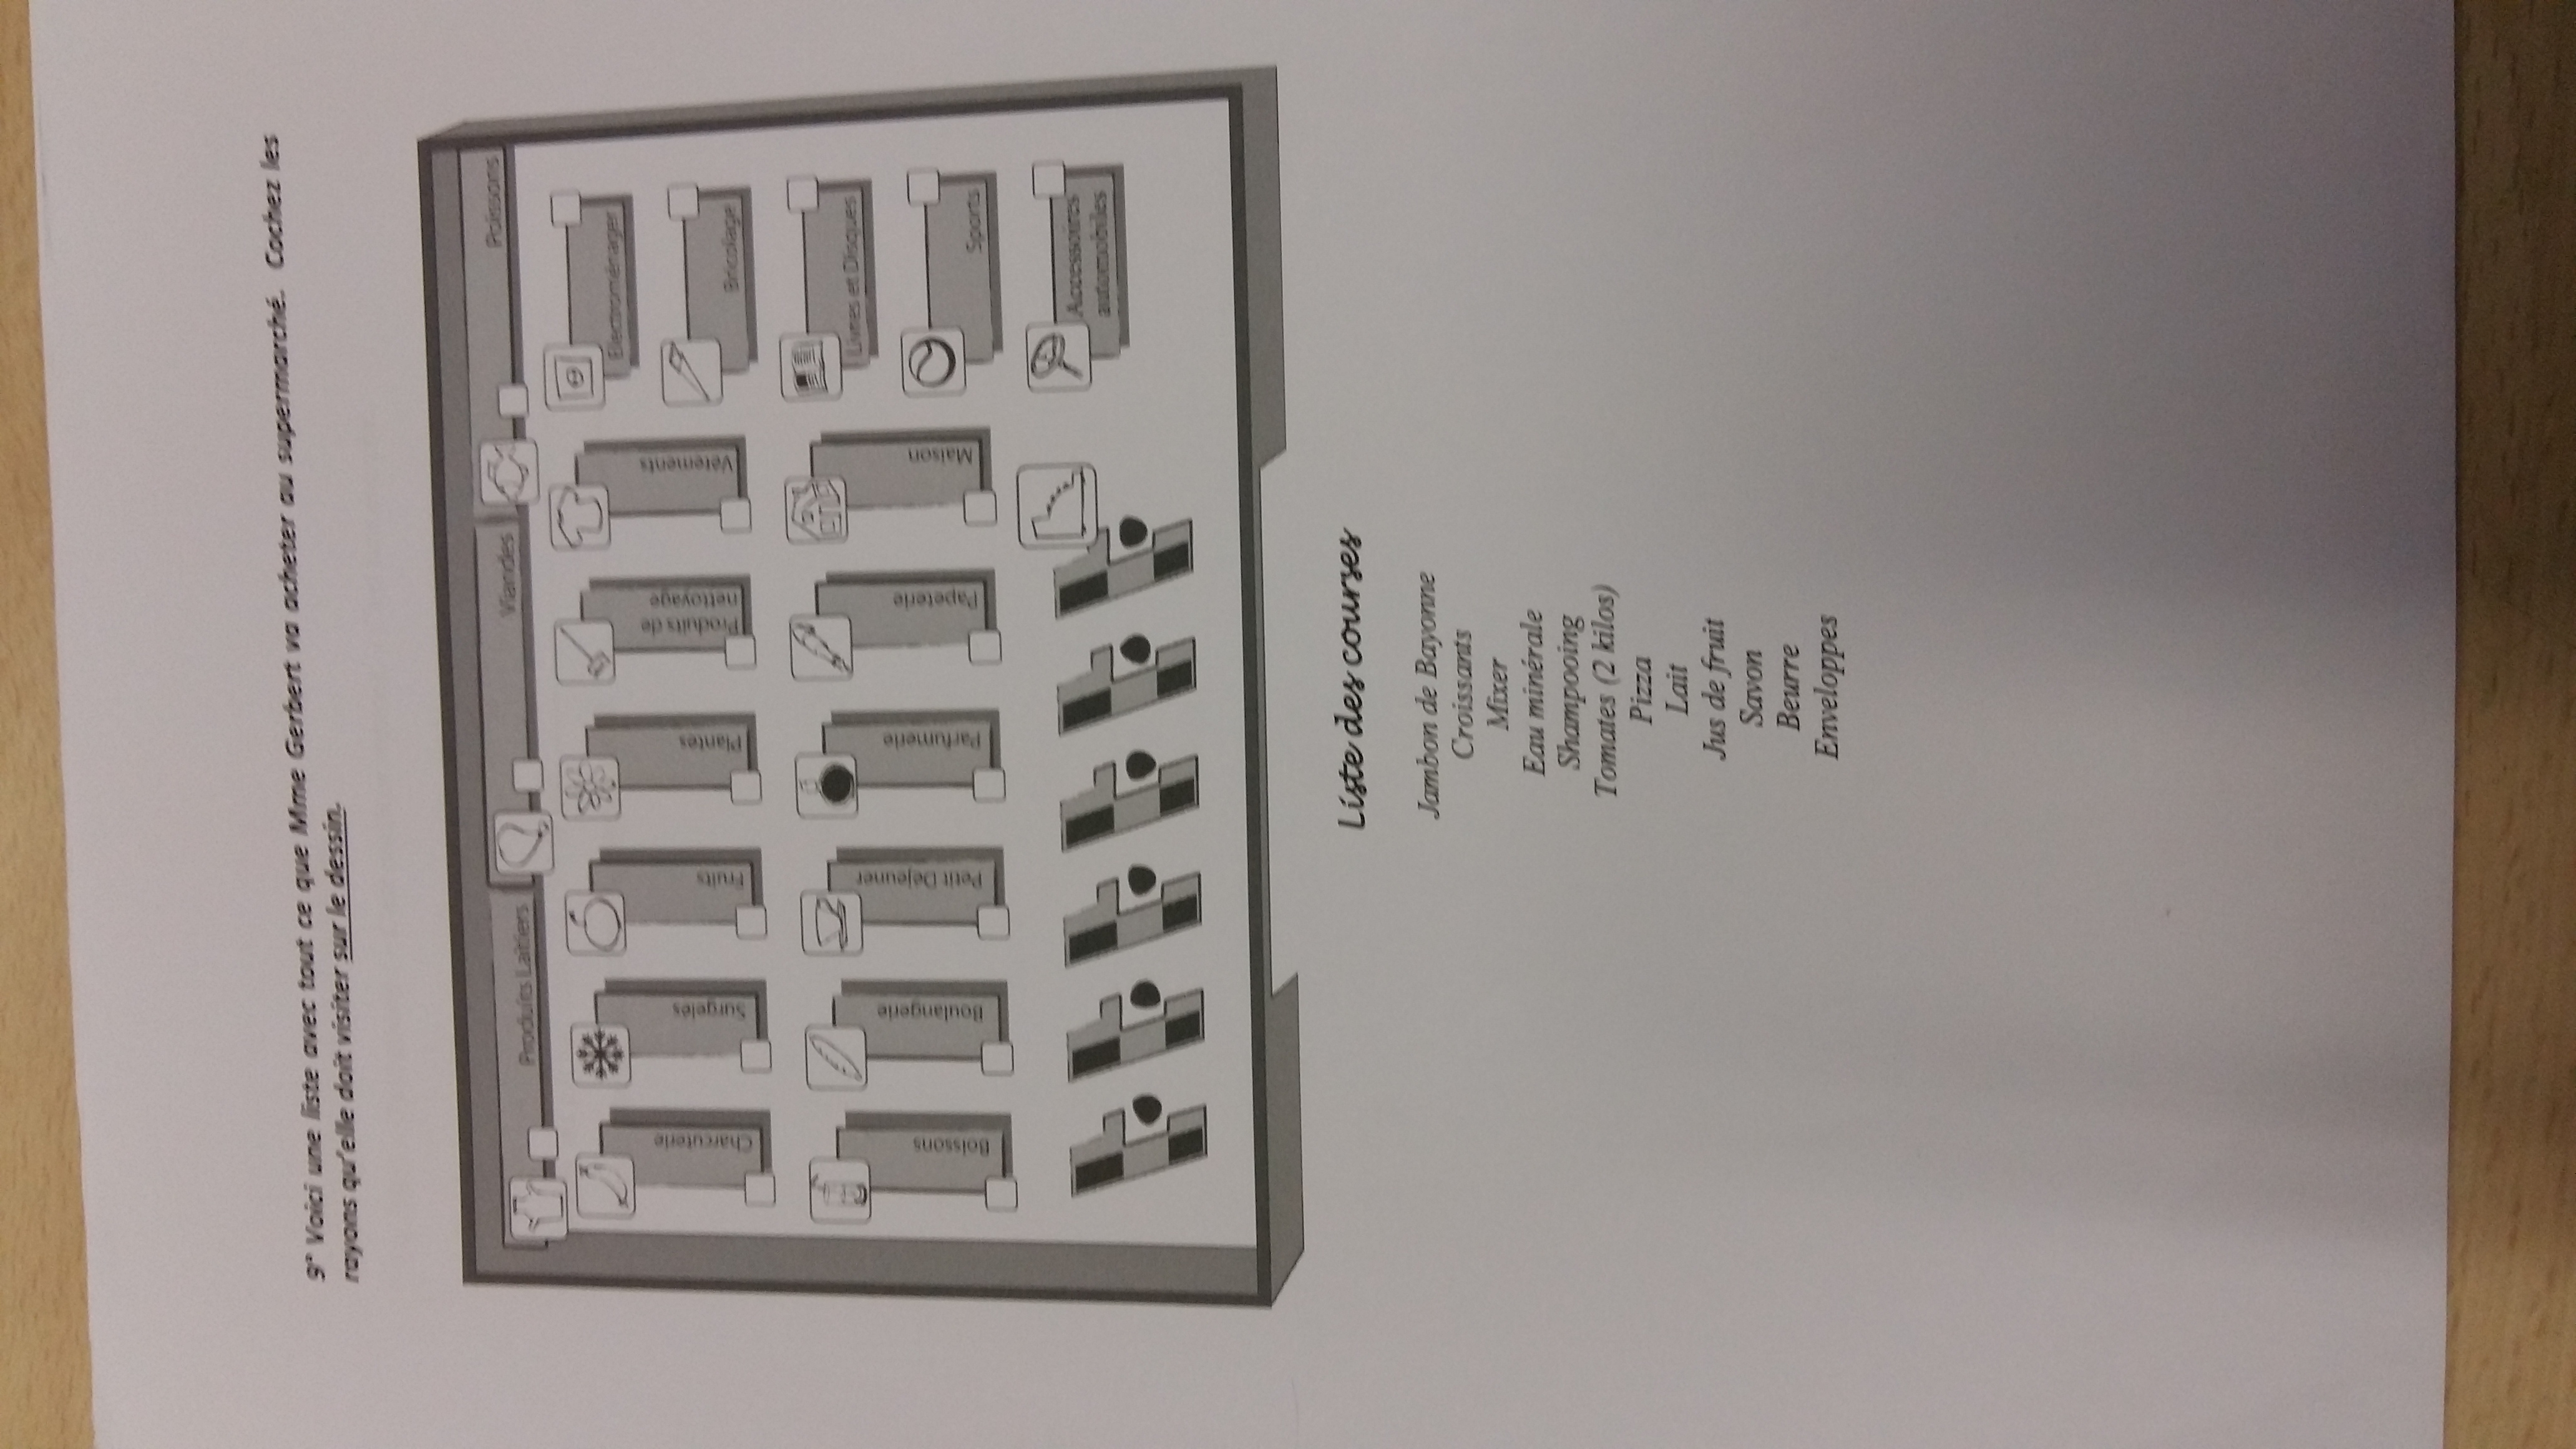 9° Voici une liste avec tout ce que Mme Gerbert va acheter au supermarché. Cochez les
rayons qu'elle doit visiter sur le dessin.
Produits Laitiers
Viandes
Poissons
Charcuterie
Surgelés
Fruits
Plantes
Produits de
nettoyage
Vêtements
Electroménager
Bricolage
Livres et Disques
Sports
Accessoires
automobiles
Boissons
Boulangerie
Petit Déjeuner
Parfumerie
Papeterie
Maison
Liste des courses
Jambon de Bayonne
Croissants
Mixer
Eau minérale
Shampooing
Tomates (2 kilos)
Pizza
Lait
Jus de fruit
Savon
Beurre
Enveloppes